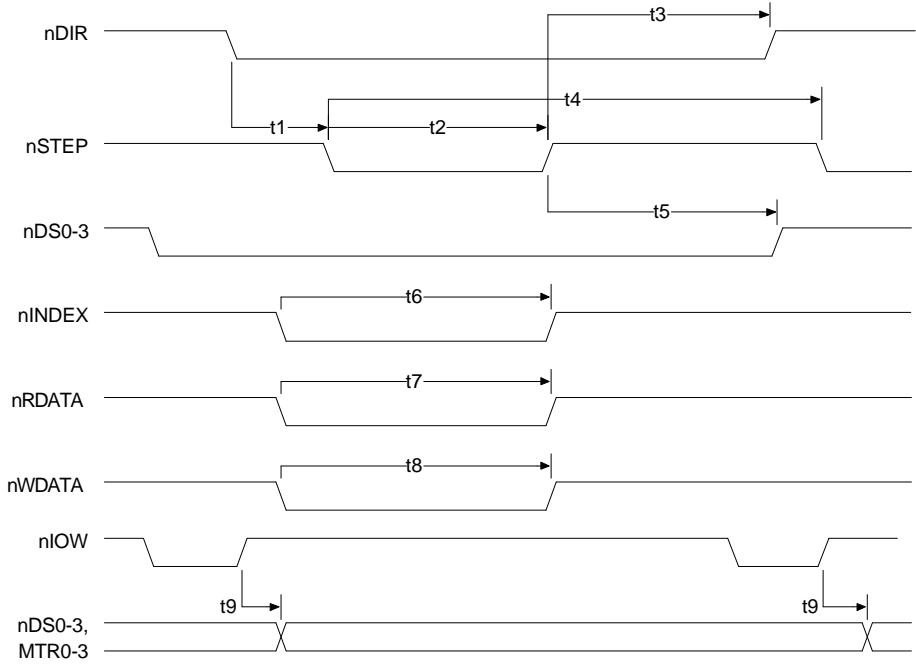 nDIR
t3
t4
t1
t2
nSTEP
t5
nDS0-3
t6
nINDEX
t7
nRDATA
t8
nWDATA
nIOW
t9
t9
nDS0-3,
MTR0-3